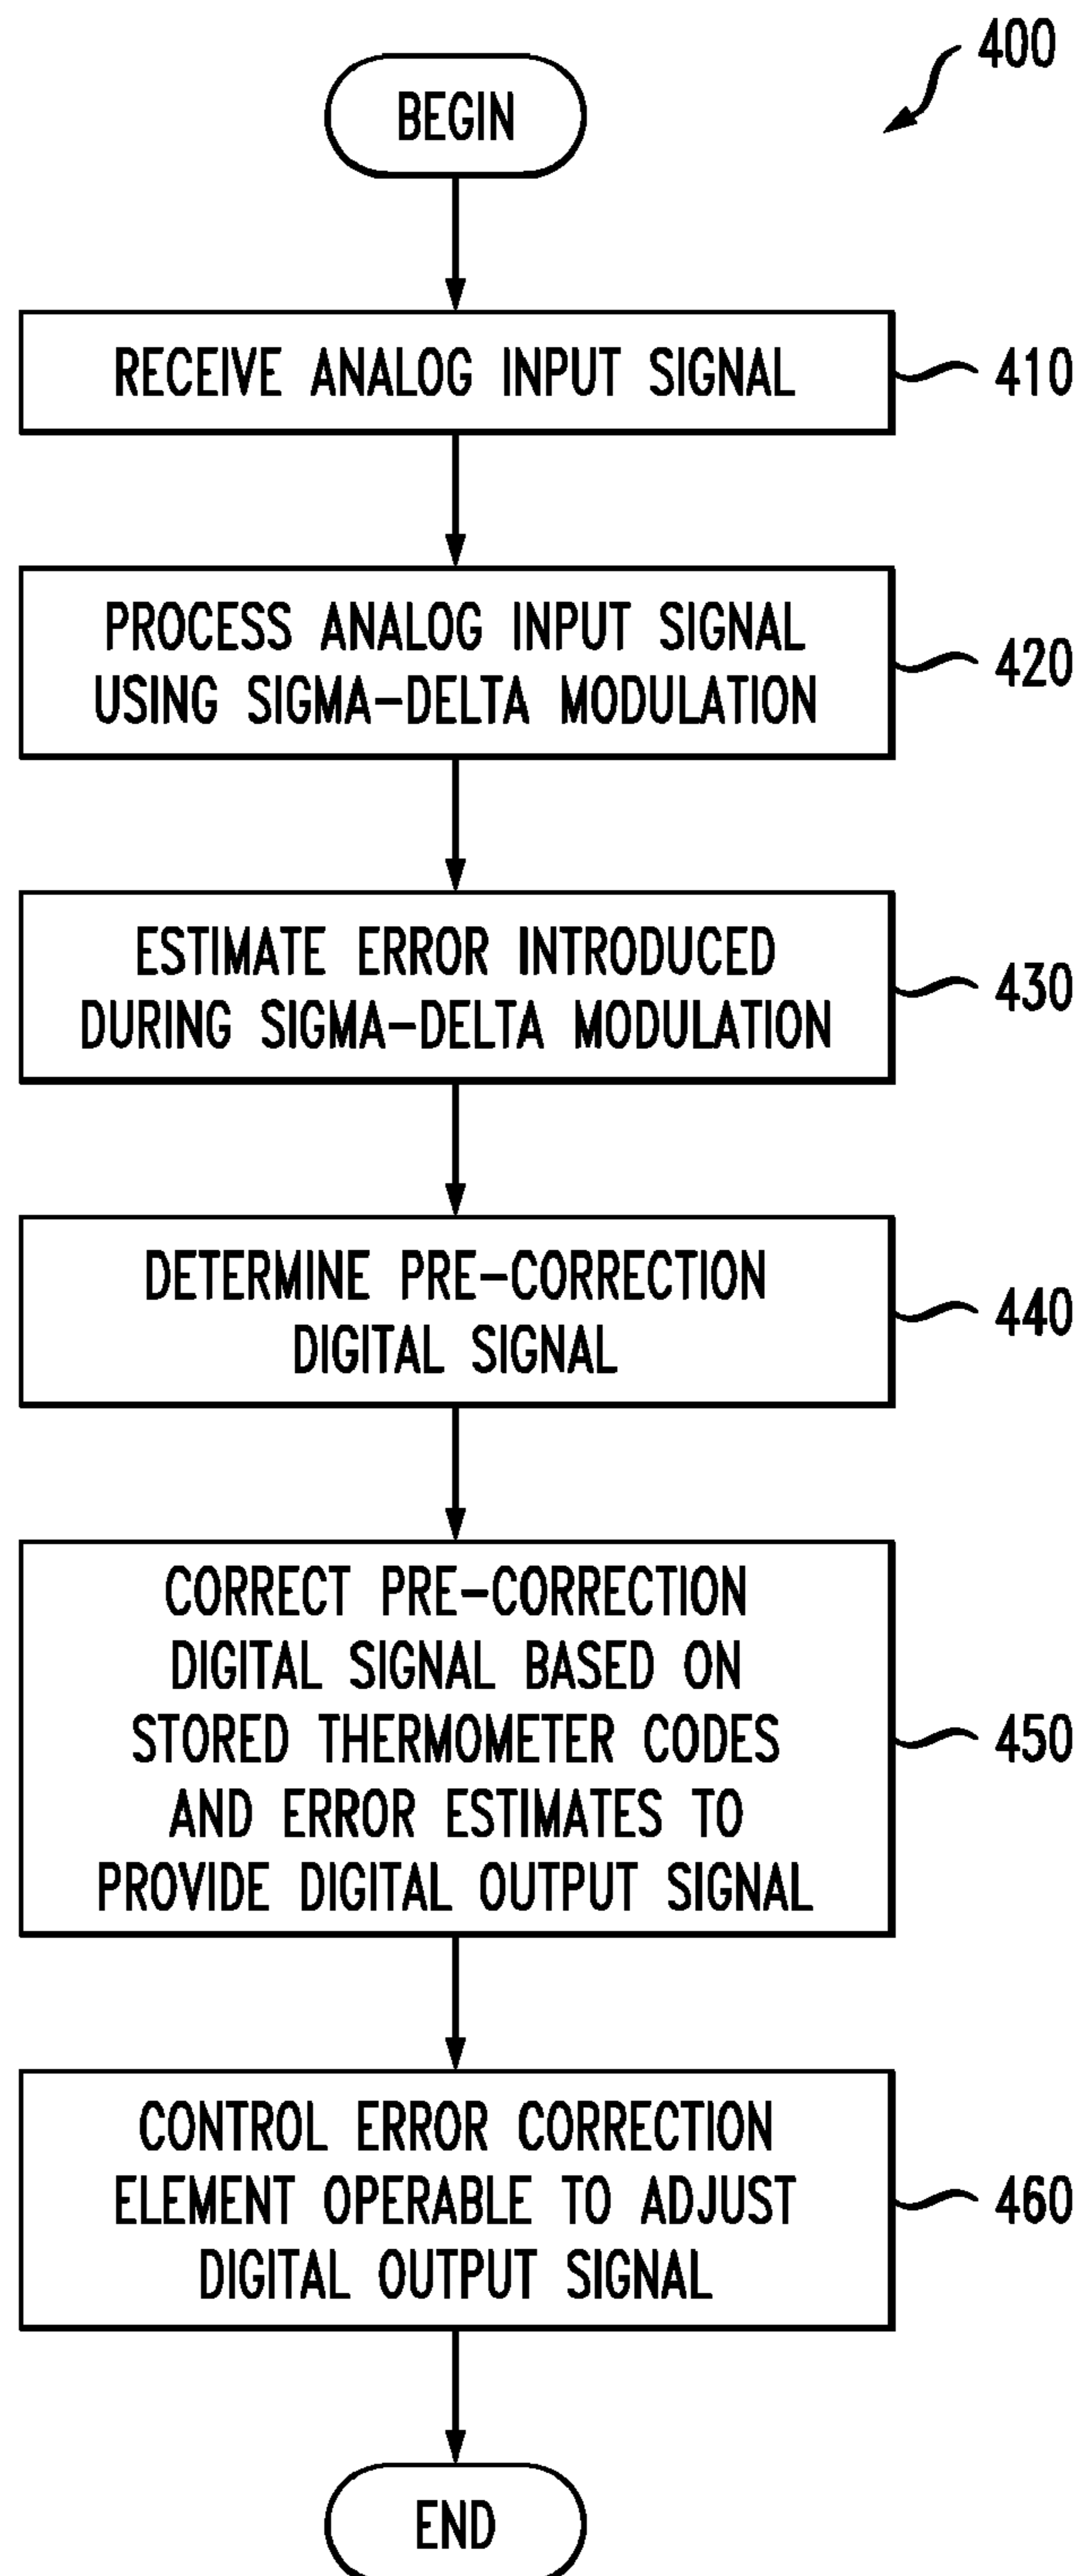 400
BEGIN
RECEIVE ANALOG INPUT SIGNAL
410
PROCESS ANALOG INPUT SIGNAL
USING SIGMA-DELTA MODULATION
420
ESTIMATE ERROR INTRODUCED
DURING SIGMA-DELTA MODULATION
430
DETERMINE PRE-CORRECTION
DIGITAL SIGNAL
440
CORRECT PRE-CORRECTION
DIGITAL SIGNAL BASED ON
STORED THERMOMETER CODES
AND ERROR ESTIMATES TO
PROVIDE DIGITAL OUTPUT SIGNAL
450
CONTROL ERROR CORRECTION
ELEMENT OPERABLE TO ADJUST
DIGITAL OUTPUT SIGNAL
460
END